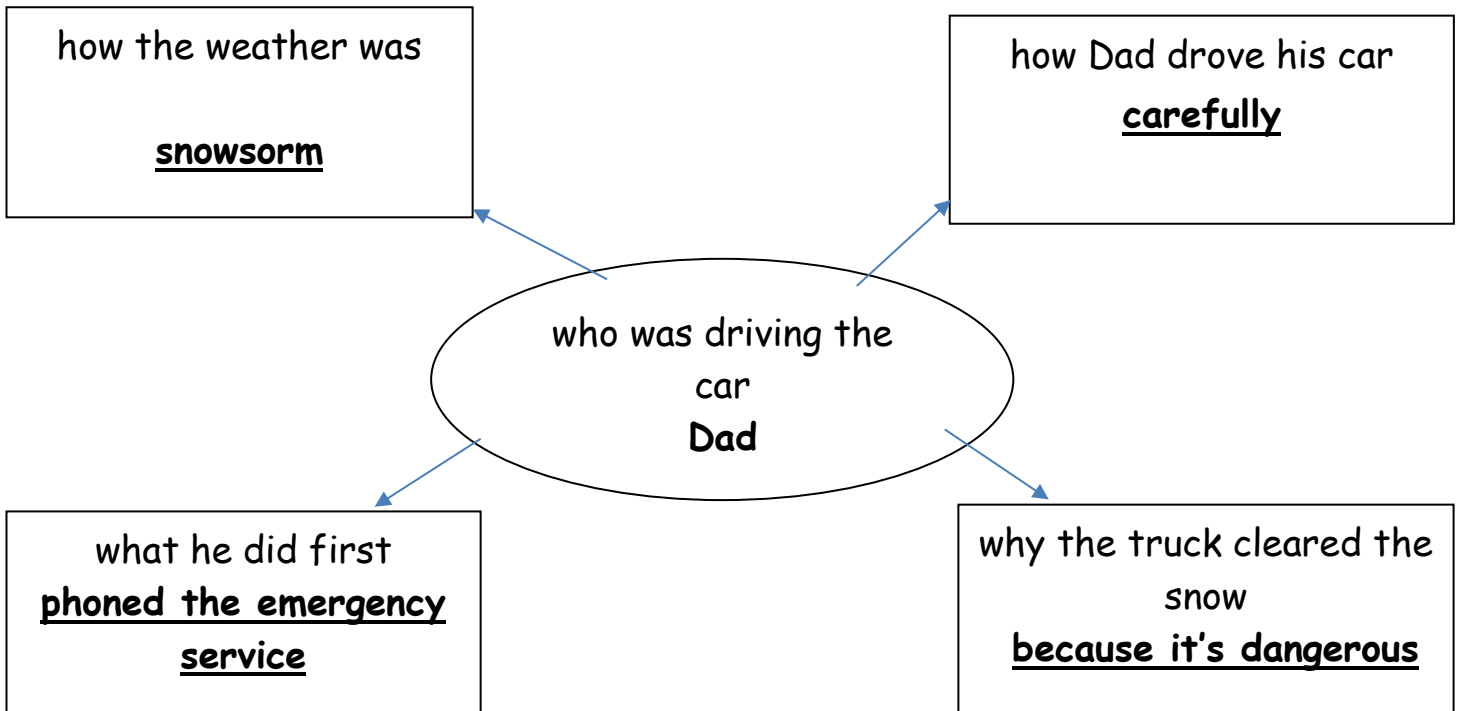 how the weather was
snowsorm
how Dad drove his car
carefully
who was driving the
car
Dad
what he did first
phoned the emergency
service
why the truck cleared the
snow
because it's dangerous